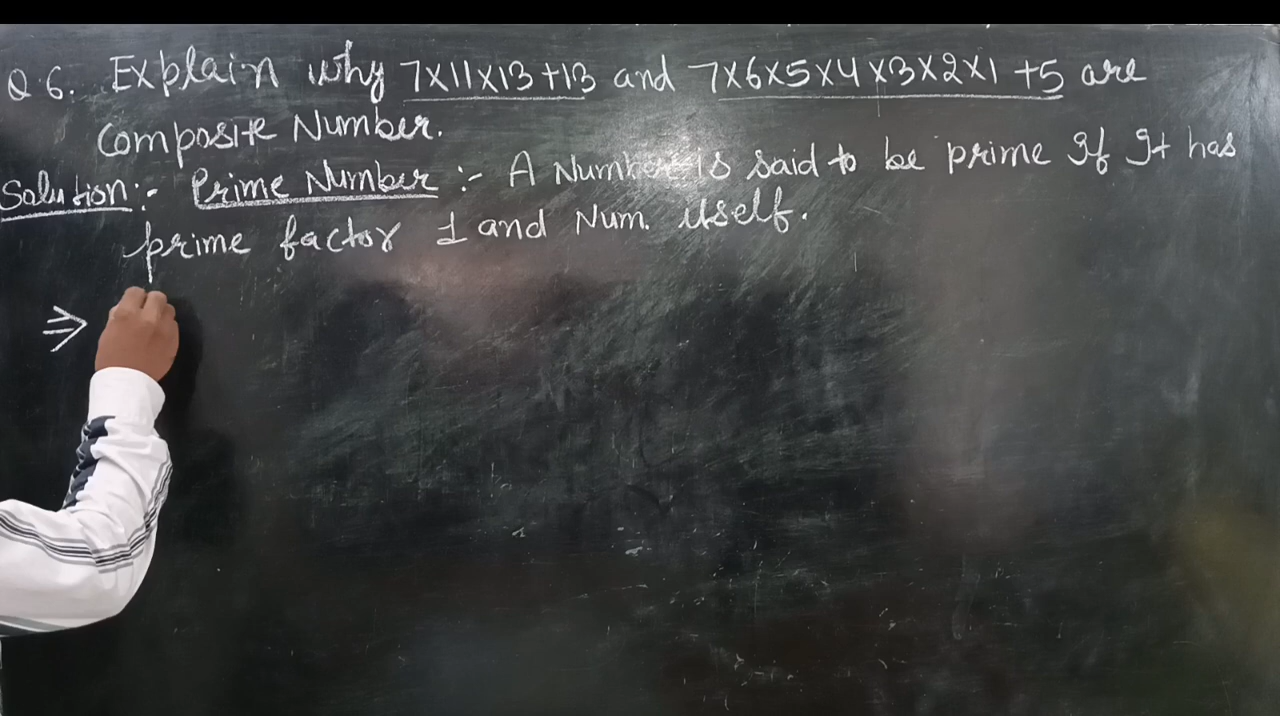 Q.6. Explain why 7×11×13+13 and 7×6×5×4×3×2×1 +5 are
Composite Number.
Solution:- Prime Number :- A Number is said to be prime If It has
prime factor 1 and Num. itself.
⇒